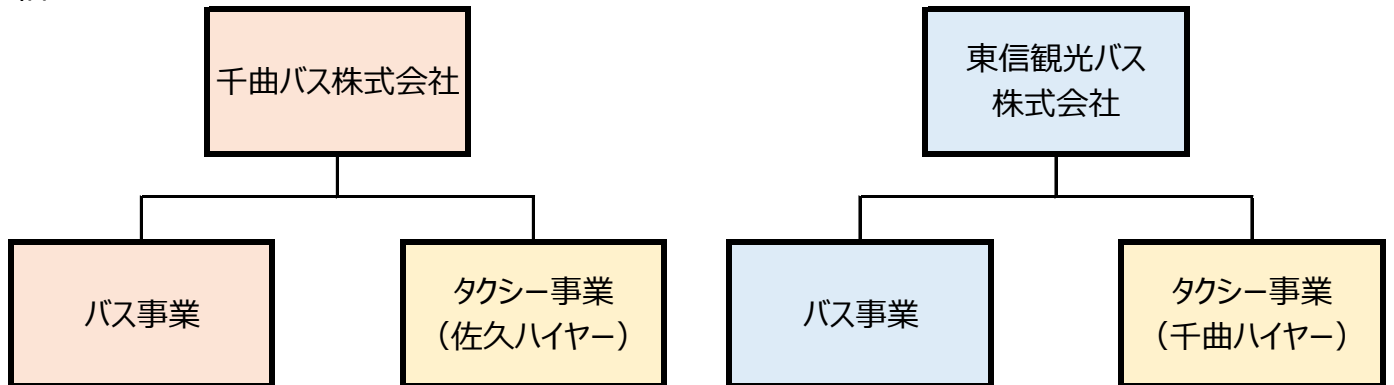 千曲バス株式会社
東信観光バス
株式会社
バス事業
タクシー事業
（佐久ハイヤー）
バス事業
タクシー事業
（千曲ハイヤー）